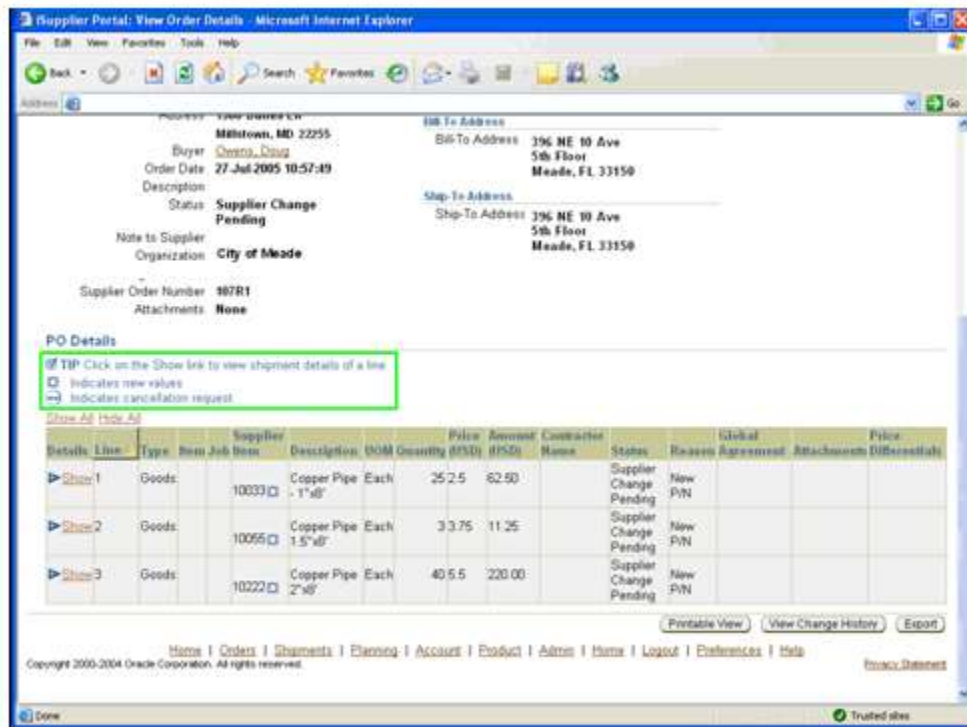 iSupplier Portal: View Order Details - Microsoft Internet Explorer
File Edit View Favorites Tools Help
Back Search Favorites
Address Go
Millstown, MD 22255
Buyer Owens, Doug
Order Date 27-Jul-2005 10:57:49
Description
Status Supplier Change
Pending
Note to Supplier
Organization City of Meade
Supplier Order Number 107R1
Attachments None
Bill-To Address
Bill-To Address 396 NE 10 Ave
5th Floor
Meade, FL 33150
Ship-To Address
Ship-To Address 396 NE 10 Ave
5th Floor
Meade, FL 33150
PO Details
TIP Click on the Show link to view shipment details of a line
Indicates new values
Indicates cancellation request
Show All Hide All
Details Line Type Item Job Supplier Item Description UOM Quantity Price (USD) Amount (USD) Contractor Name Status Reason Global Agreement Attachments Price Differentials
Show 1 Goods 10033 Copper Pipe - 1"x8' Each 25 2.5 62.50 Supplier Change Pending New P/N
Show 2 Goods 10055 Copper Pipe 1.5"x8' Each 3 3.75 11.25 Supplier Change Pending New P/N
Show 3 Goods 10222 Copper Pipe 2"x8' Each 40 5.5 220.00 Supplier Change Pending New P/N
Printable View View Change History Export
Home | Orders | Shipments | Planning | Account | Product | Admin | Home | Logout | Preferences | Help
Copyright 2000-2004 Oracle Corporation. All rights reserved.
Privacy Statement
Done Trusted sites